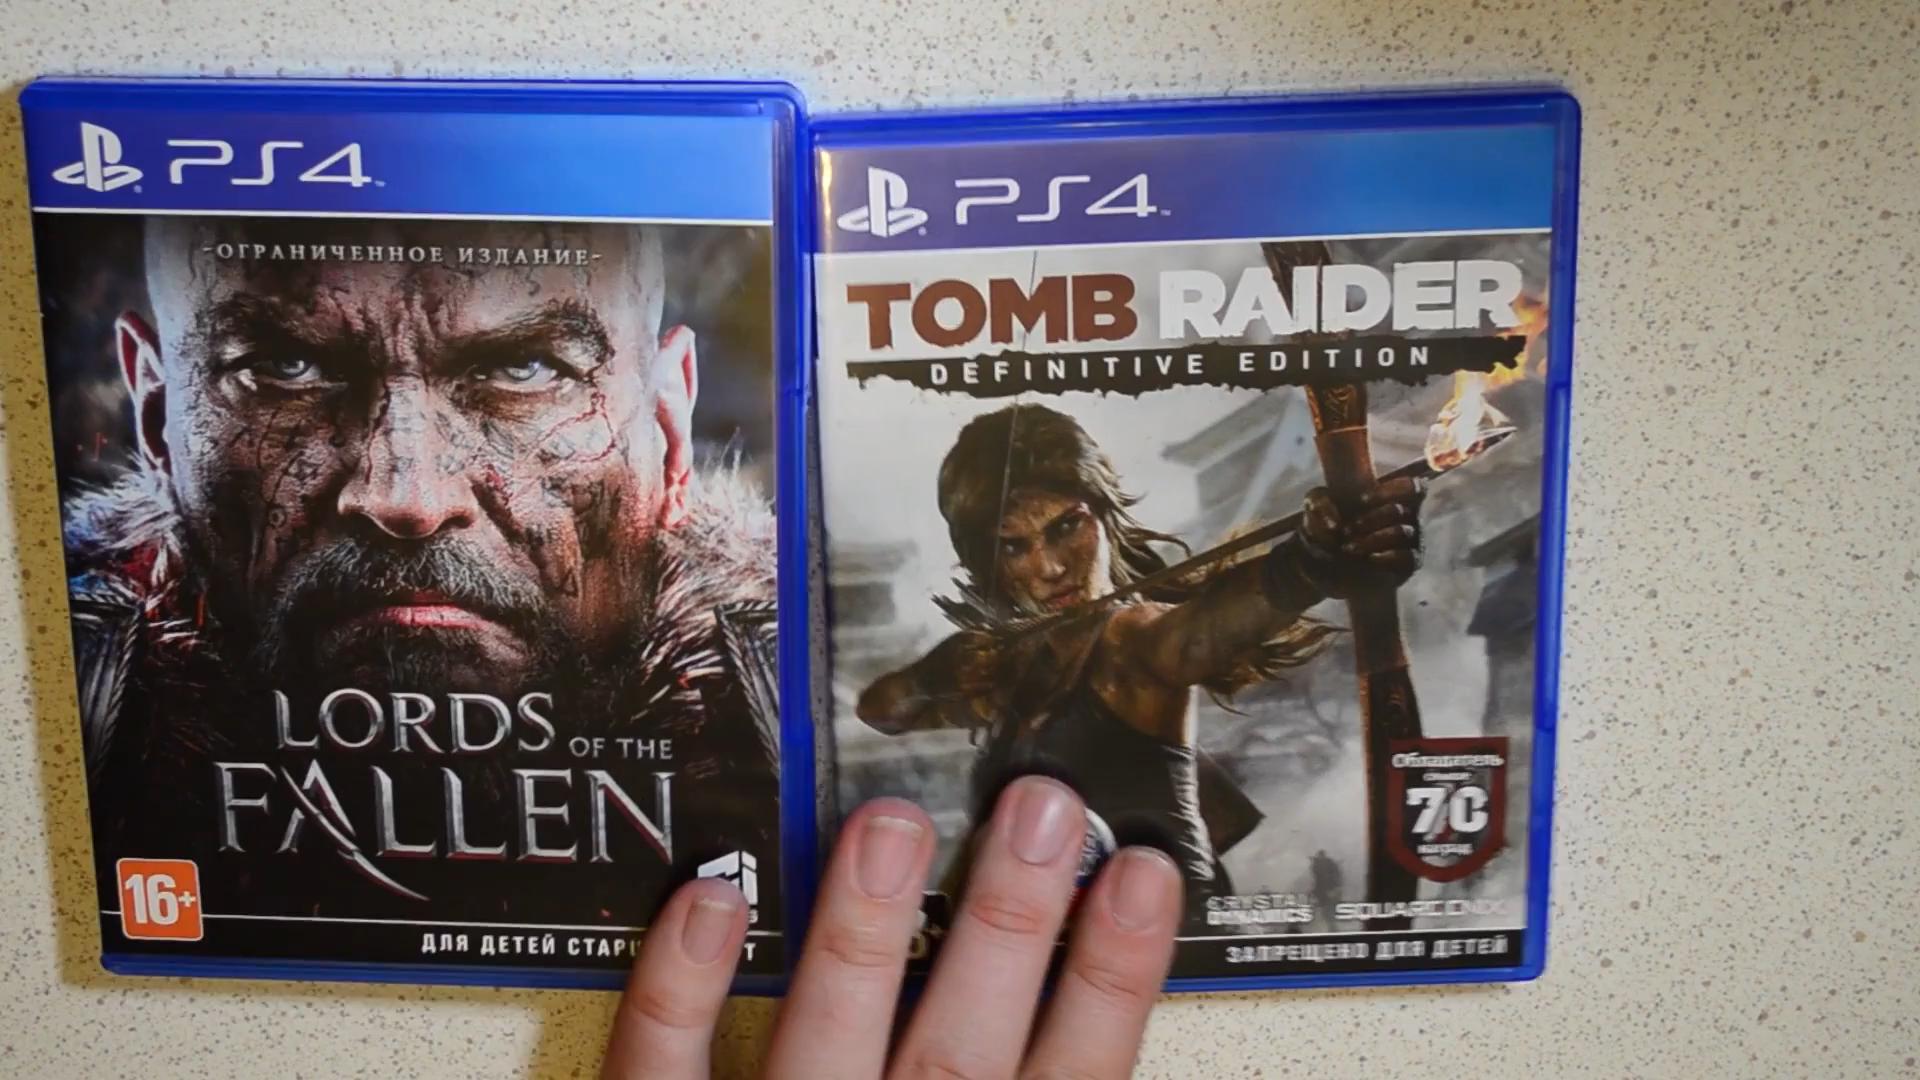 PS4
-ОГРАНИЧЕННОЕ ИЗДАНИЕ-
LORDS OF THE
FALLEN
16+
ДЛЯ ДЕТЕЙ
PS4
TOMB RAIDER
DEFINITIVE EDITION
Обладатель
70
CRYSTAL
DYNAMICS
SQUARE ENIX
ЗАПРЕЩЕНО ДЛЯ ДЕТЕЙ